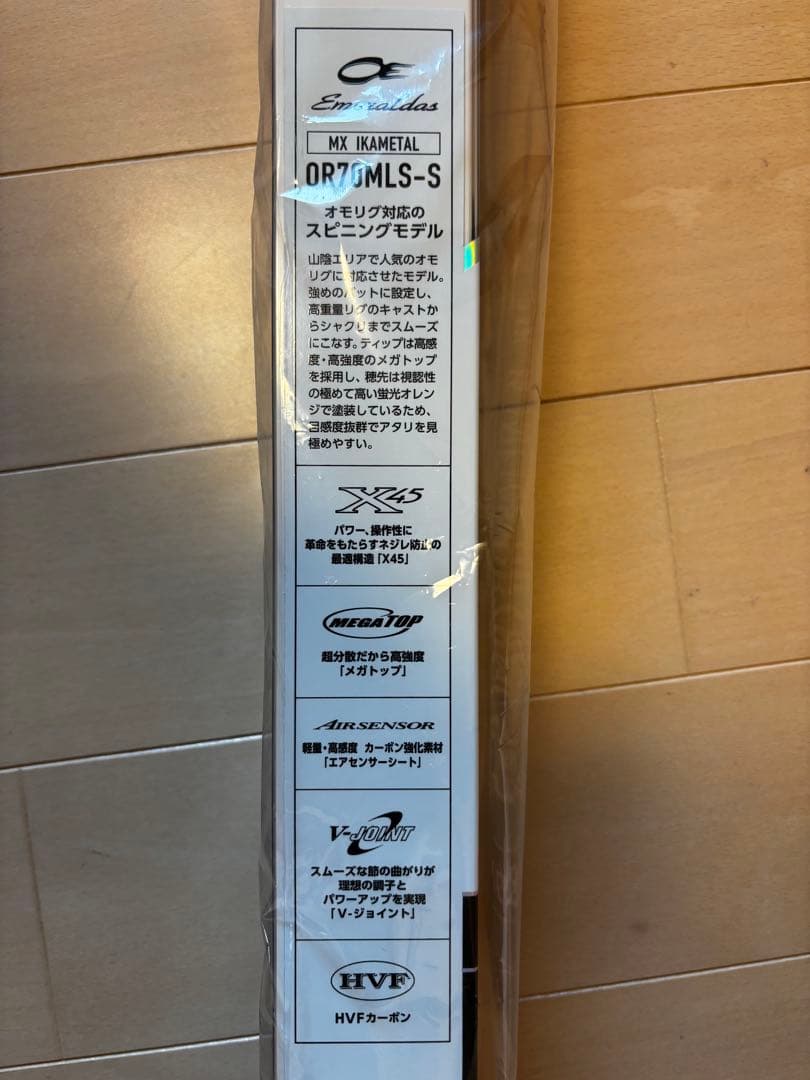 Emeraldas
MX IKAMETAL
OR70MLS-S
オモリグ対応の
スピニングモデル
山陰エリアで人気のオモ
リグに対応させたモデル。
強めのバットに設定し、
高重量リグのキャストか
らシャクリまでスムーズ
にこなす。ティップは高感
度・高強度のメガトップ
を採用し、穂先は視認性
の極めて高い蛍光オレン
ジで塗装しているため、
目感度抜群でアタリを見
極めやすい。
X45
パワー、操作性に
革命をもたらすネジレ防止の
最適構造「X45」
MEGATOP
超分散だから高強度
「メガトップ」
AIRSENSOR
軽量・高感度 カーボン強化素材
「エアセンサーシート」
V-JOINT
スムーズな節の曲がりが
理想の調子と
パワーアップを実現
「V-ジョイント」
HVF
HVFカーボン